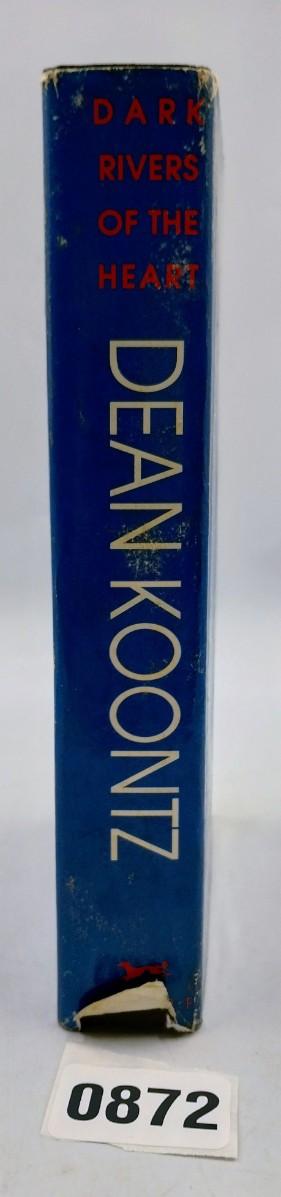 DARK
RIVERS
OF THE
HEART
DEAN KOONTZ
0872